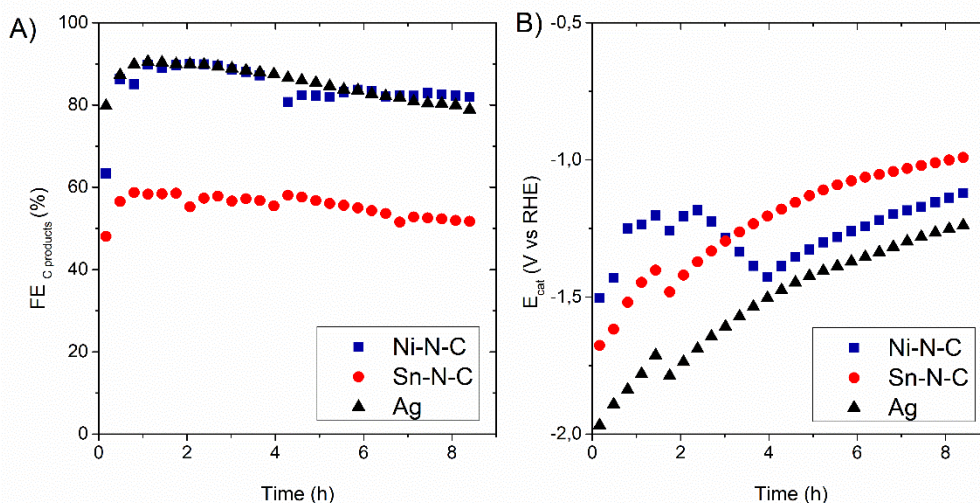 A)
100
80
60
40
20
0
FE C products (%)
0 2 4 6 8
Time (h)
Ni-N-C
Sn-N-C
Ag
B)
-0,5
-1,0
-1,5
-2,0
E cat (V vs RHE)
0 2 4 6 8
Time (h)
Ni-N-C
Sn-N-C
Ag